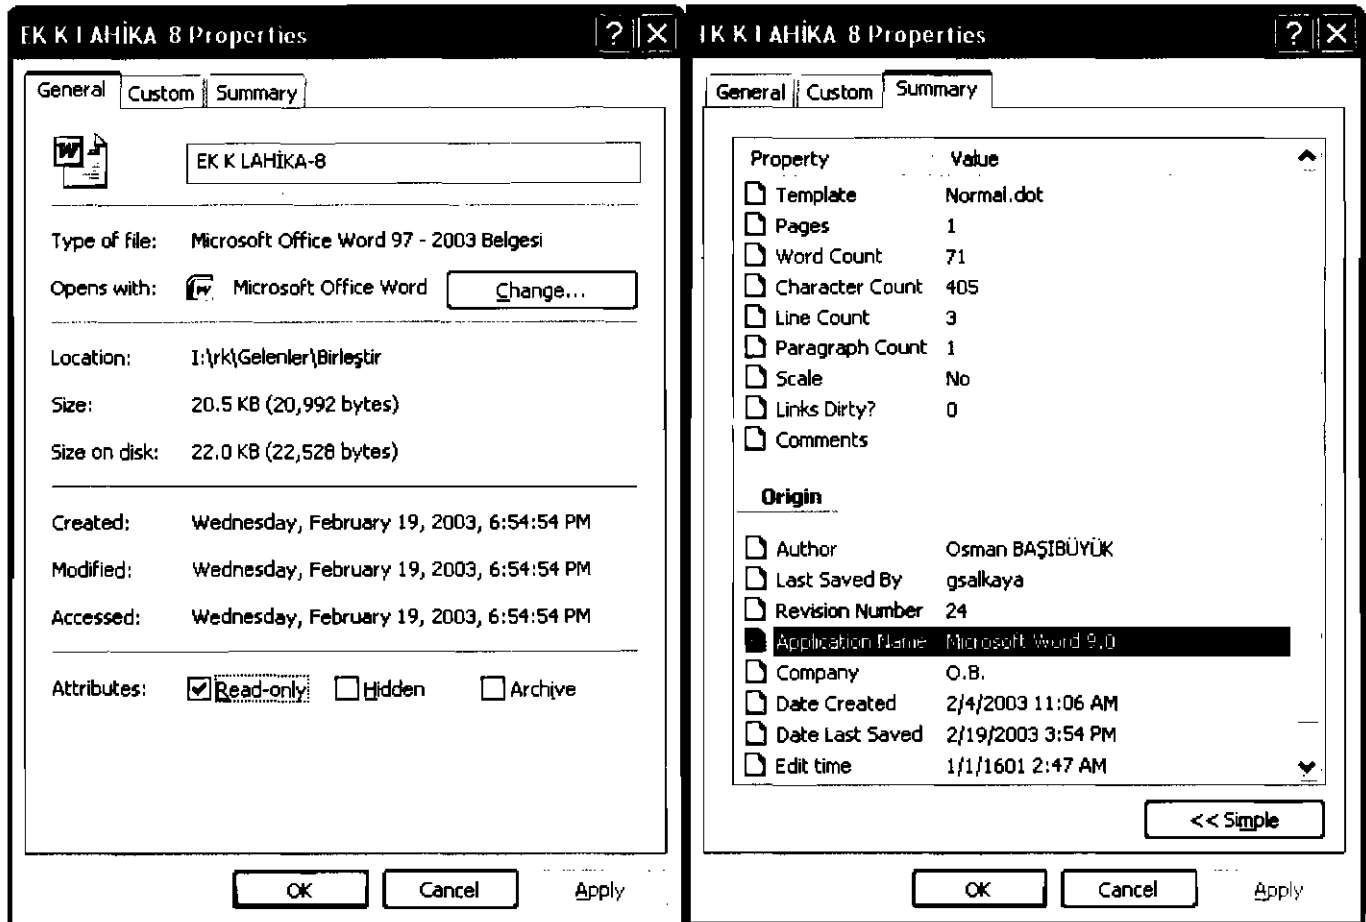 EK K LAHİKA 8 Properties
General Custom Summary
EK K LAHİKA-8
Type of file: Microsoft Office Word 97 - 2003 Belgesi
Opens with: Microsoft Office Word Change...
Location: I:\rk\Gelenler\Birleştir
Size: 20.5 KB (20,992 bytes)
Size on disk: 22.0 KB (22,528 bytes)
Created: Wednesday, February 19, 2003, 6:54:54 PM
Modified: Wednesday, February 19, 2003, 6:54:54 PM
Accessed: Wednesday, February 19, 2003, 6:54:54 PM
Attributes: Read-only Hidden Archive
OK Cancel Apply
EK K LAHİKA 8 Properties
General Custom Summary
Property Value
Template Normal.dot
Pages 1
Word Count 71
Character Count 405
Line Count 3
Paragraph Count 1
Scale No
Links Dirty? 0
Comments
Origin
Author Osman BAŞIBÜYÜK
Last Saved By gsalkaya
Revision Number 24
Application Name Microsoft Word 9.0
Company O.B.
Date Created 2/4/2003 11:06 AM
Date Last Saved 2/19/2003 3:54 PM
Edit time 1/1/1601 2:47 AM
<< Simple
OK Cancel Apply